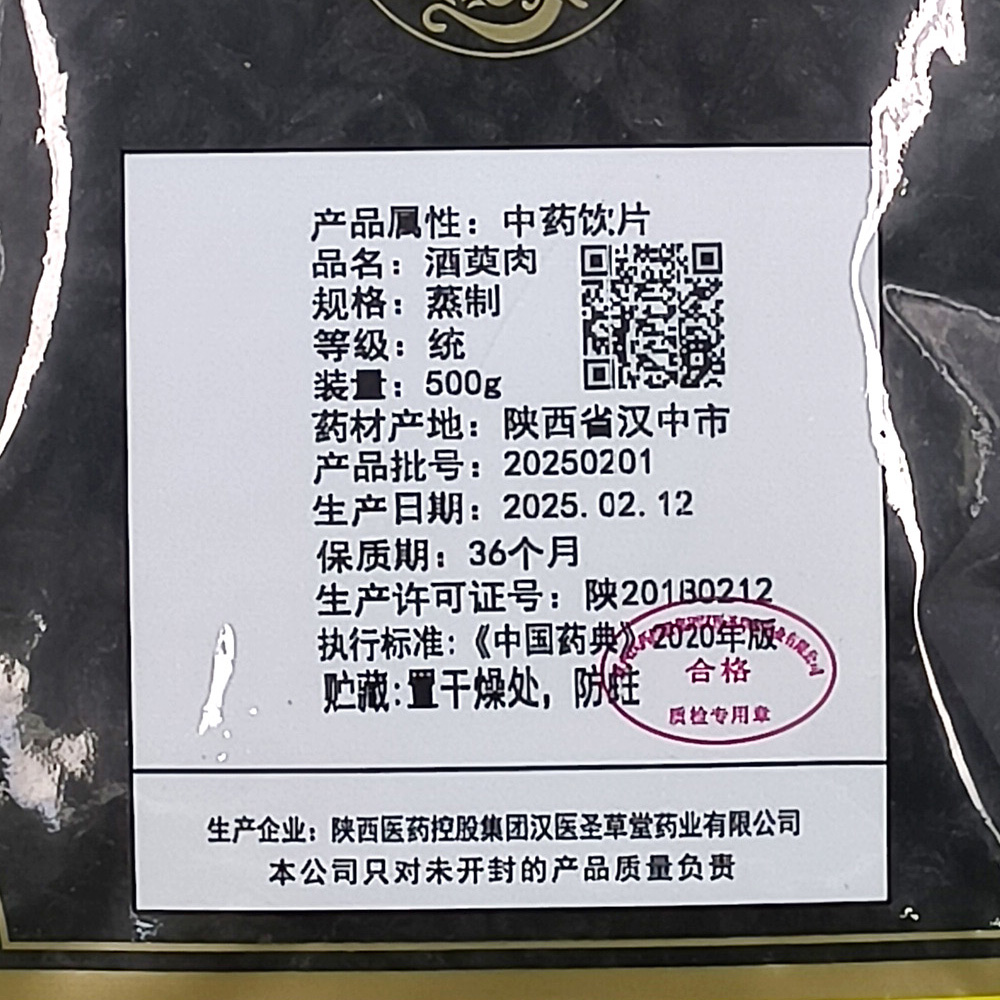 产品属性：中药饮片
品名：酒萸肉
规格：蒸制
等级：统
装量：500g
药材产地：陕西省汉中市
产品批号：20250201
生产日期：2025.02.12
保质期：36个月
生产许可证号：陕20180212
执行标准:《中国药典》2020年版
贮藏:置干燥处，防蛀
合格
质检专用章
生产企业：陕西医药控股集团汉医圣草堂药业有限公司
本公司只对未开封的产品质量负责